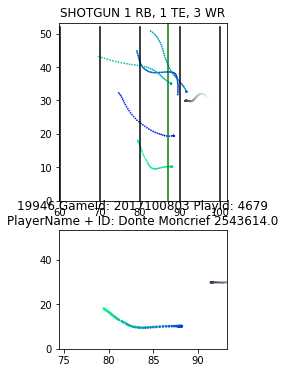 SHOTGUN 1 RB, 1 TE, 3 WR
50
40
30
20
10
0
60 70 80 90 100
19946 GameId: 2017100803 PlayId: 4679
PlayerName + ID: Donte Moncrief 2543614.0
40
20
0
75 80 85 90